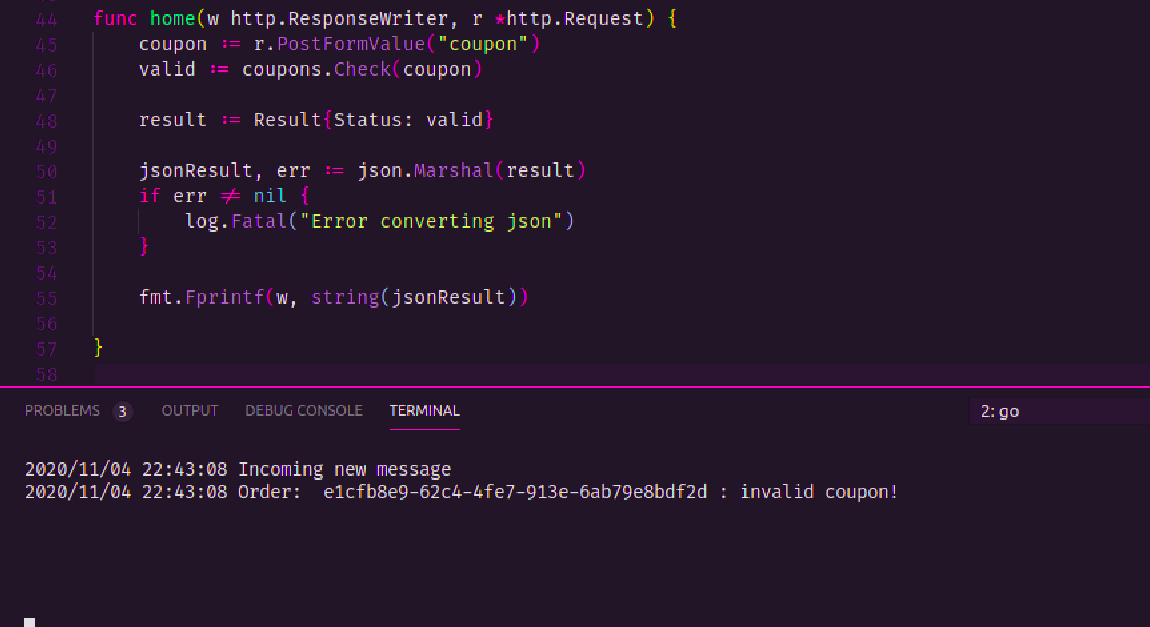 44 func home(w http.ResponseWriter, r *http.Request) {
45 coupon := r.PostFormValue("coupon")
46 valid := coupons.Check(coupon)
47
48 result := Result{Status: valid}
49
50 jsonResult, err := json.Marshal(result)
51 if err ≠ nil {
52 log.Fatal("Error converting json")
53 }
54
55 fmt.Fprintf(w, string(jsonResult))
56
57 }
58
PROBLEMS 3 OUTPUT DEBUG CONSOLE TERMINAL 2: go
2020/11/04 22:43:08 Incoming new message
2020/11/04 22:43:08 Order:  e1cfb8e9-62c4-4fe7-913e-6ab79e8bdf2d : invalid coupon!